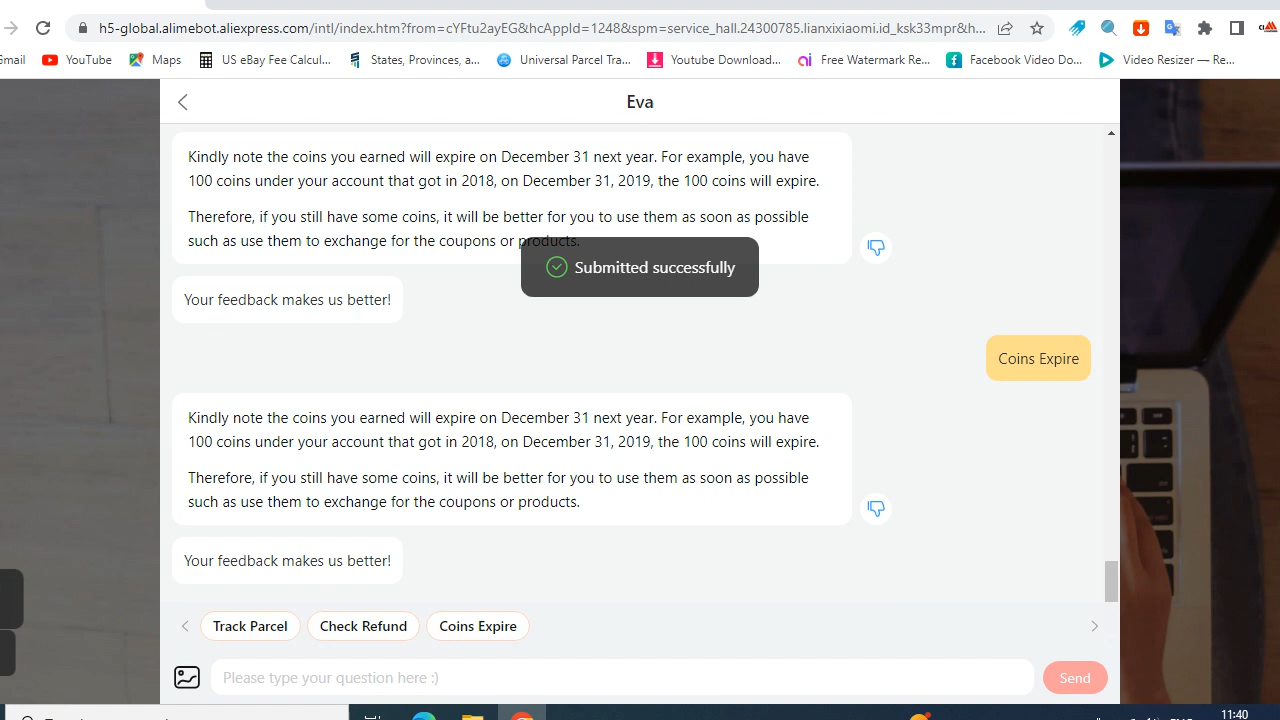 h5-global.alimebot.aliexpress.com/intl/index.htm?from=cYFtu2ayEG&hcAppId=1248&spm=service_hall.24300785.lianxixiaomi.id_ksk33mpr&h...
Gmail YouTube Maps US eBay Fee Calcul... States, Provinces, a... Universal Parcel Tra... Youtube Download... Free Watermark Re... Facebook Video Do... Video Resizer — Re...
Eva
Kindly note the coins you earned will expire on December 31 next year. For example, you have
100 coins under your account that got in 2018, on December 31, 2019, the 100 coins will expire.
Therefore, if you still have some coins, it will be better for you to use them as soon as possible
such as use them to exchange for the coupons or products.
Submitted successfully
Your feedback makes us better!
Coins Expire
Kindly note the coins you earned will expire on December 31 next year. For example, you have
100 coins under your account that got in 2018, on December 31, 2019, the 100 coins will expire.
Therefore, if you still have some coins, it will be better for you to use them as soon as possible
such as use them to exchange for the coupons or products.
Your feedback makes us better!
Track Parcel Check Refund Coins Expire
Please type your question here :)
Send
11:40